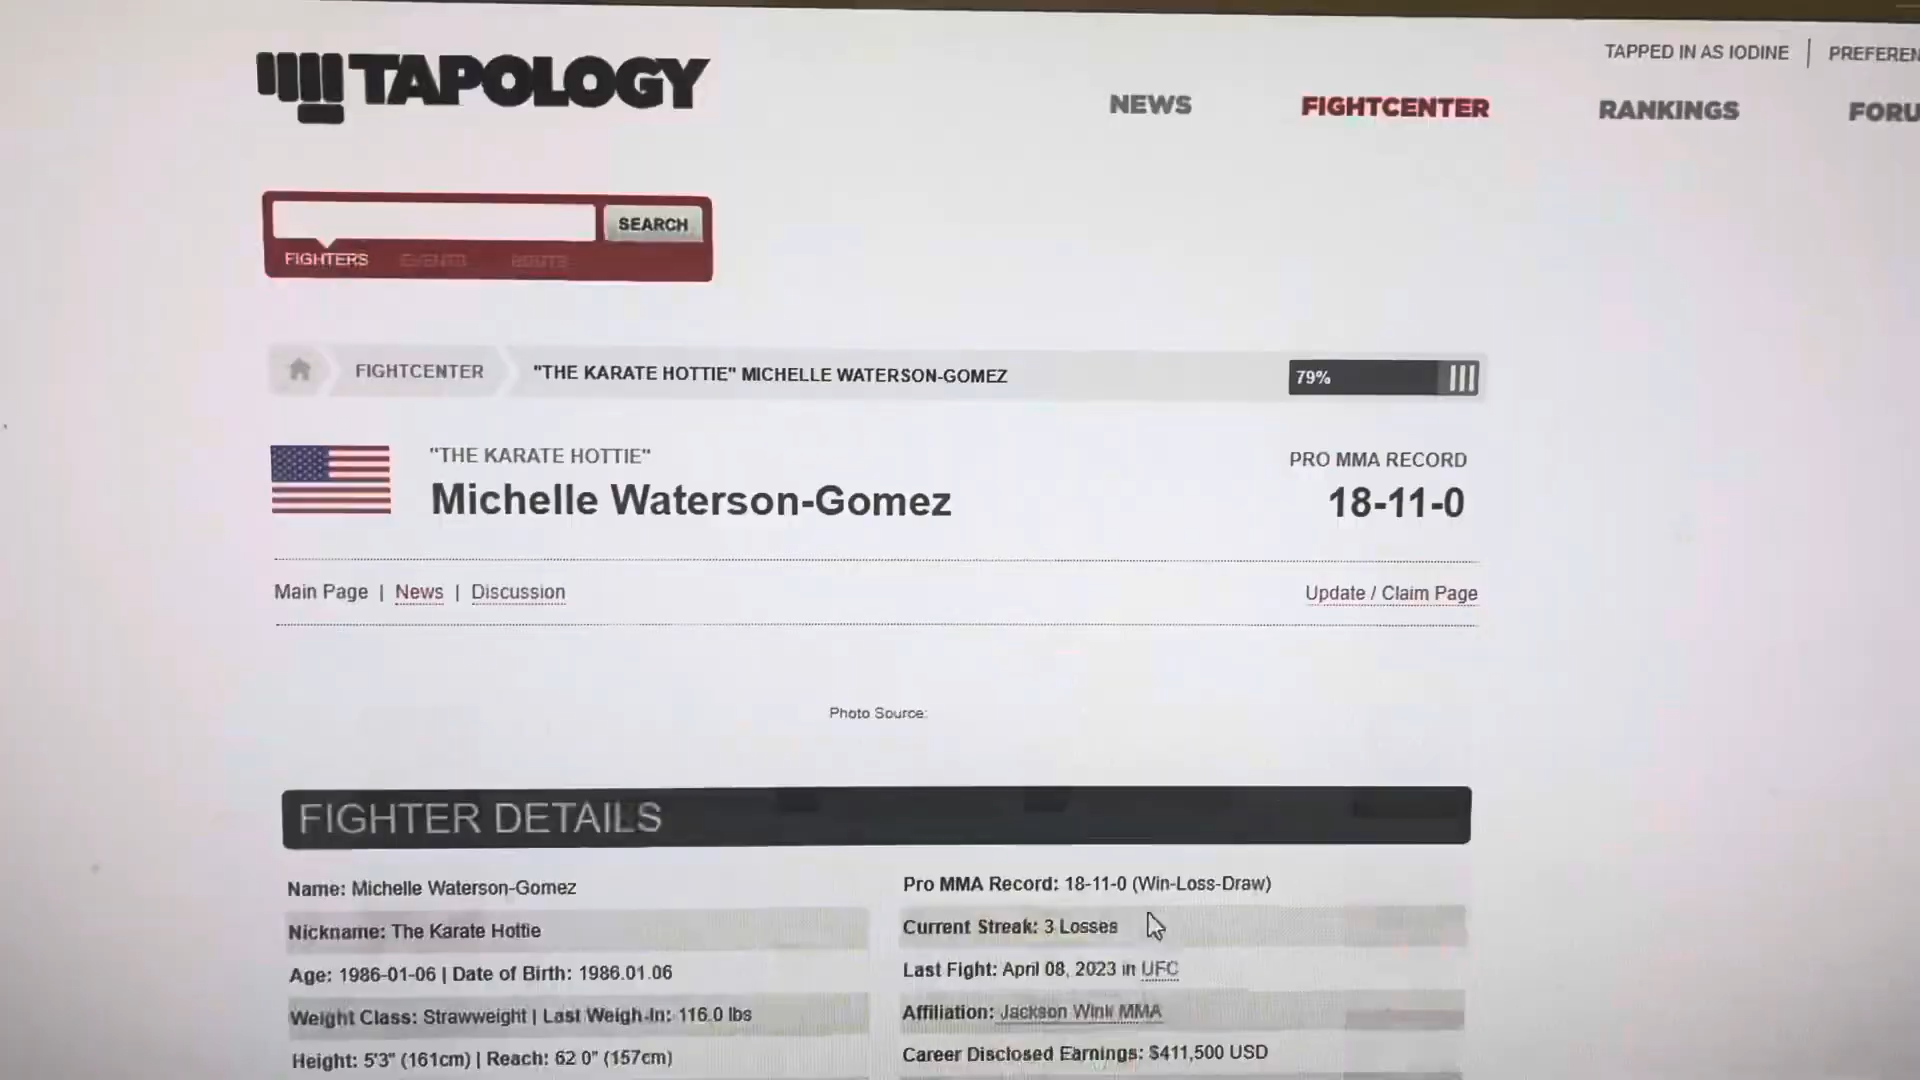 TAPOLOGY
TAPPED IN AS IODINE
PREFEREN
NEWS
FIGHTCENTER
RANKINGS
FORU
SEARCH
FIGHTERS
EVENTS
BOUTS
FIGHTCENTER
"THE KARATE HOTTIE" MICHELLE WATERSON-GOMEZ
79%
"THE KARATE HOTTIE"
Michelle Waterson-Gomez
PRO MMA RECORD
18-11-0
Main Page | News | Discussion
Update / Claim Page
Photo Source:
FIGHTER DETAILS
Name: Michelle Waterson-Gomez
Pro MMA Record: 18-11-0 (Win-Loss-Draw)
Nickname: The Karate Hottie
Current Streak: 3 Losses
Age: 1986-01-06 | Date of Birth: 1986.01.06
Last Fight: April 08, 2023 in UFC
Weight Class: Strawweight | Last Weigh-In: 116.0 lbs
Affiliation: Jackson Wink MMA
Height: 5'3" (161cm) | Reach: 62 0" (157cm)
Career Disclosed Earnings: $411,500 USD